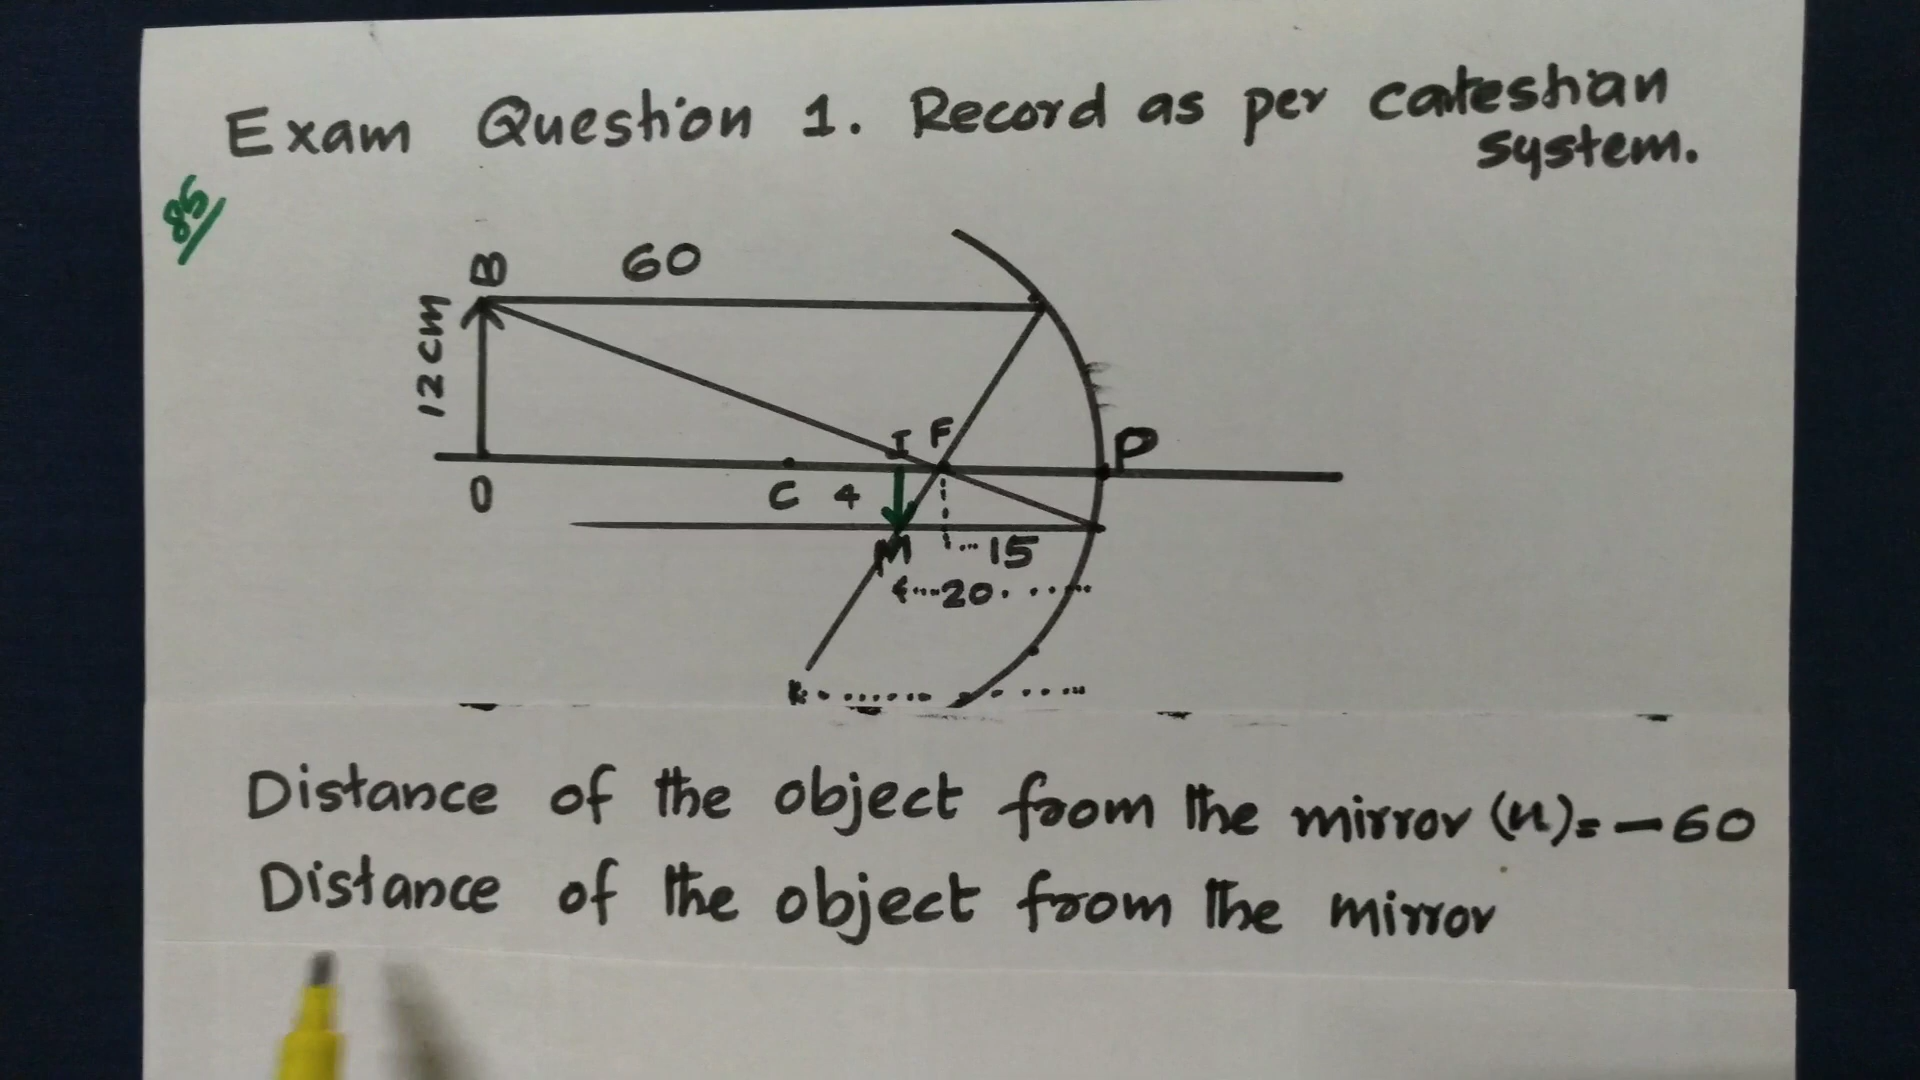 Exam Question 1. Record as per cateshian
system.
85
B
60
12cm
I F
P
O
C 4
M
15
20
Distance of the object from the mirror (u) = -60
Distance of the object from the mirror